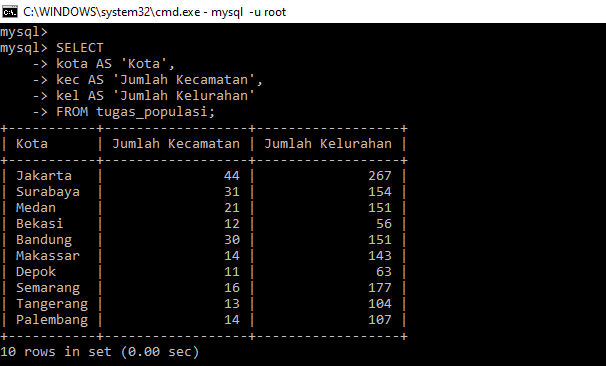 C:\WINDOWS\system32\cmd.exe - mysql  -u root
mysql>
mysql> SELECT
    -> kota AS 'Kota',
    -> kec AS 'Jumlah Kecamatan',
    -> kel AS 'Jumlah Kelurahan'
    -> FROM tugas_populasi;
+-----------+------------------+------------------+
| Kota      | Jumlah Kecamatan | Jumlah Kelurahan |
+-----------+------------------+------------------+
| Jakarta   |               44 |              267 |
| Surabaya  |               31 |              154 |
| Medan     |               21 |              151 |
| Bekasi    |               12 |               56 |
| Bandung   |               30 |              151 |
| Makassar  |               14 |              143 |
| Depok     |               11 |               63 |
| Semarang  |               16 |              177 |
| Tangerang |               13 |              104 |
| Palembang |               14 |              107 |
+-----------+------------------+------------------+
10 rows in set (0.00 sec)